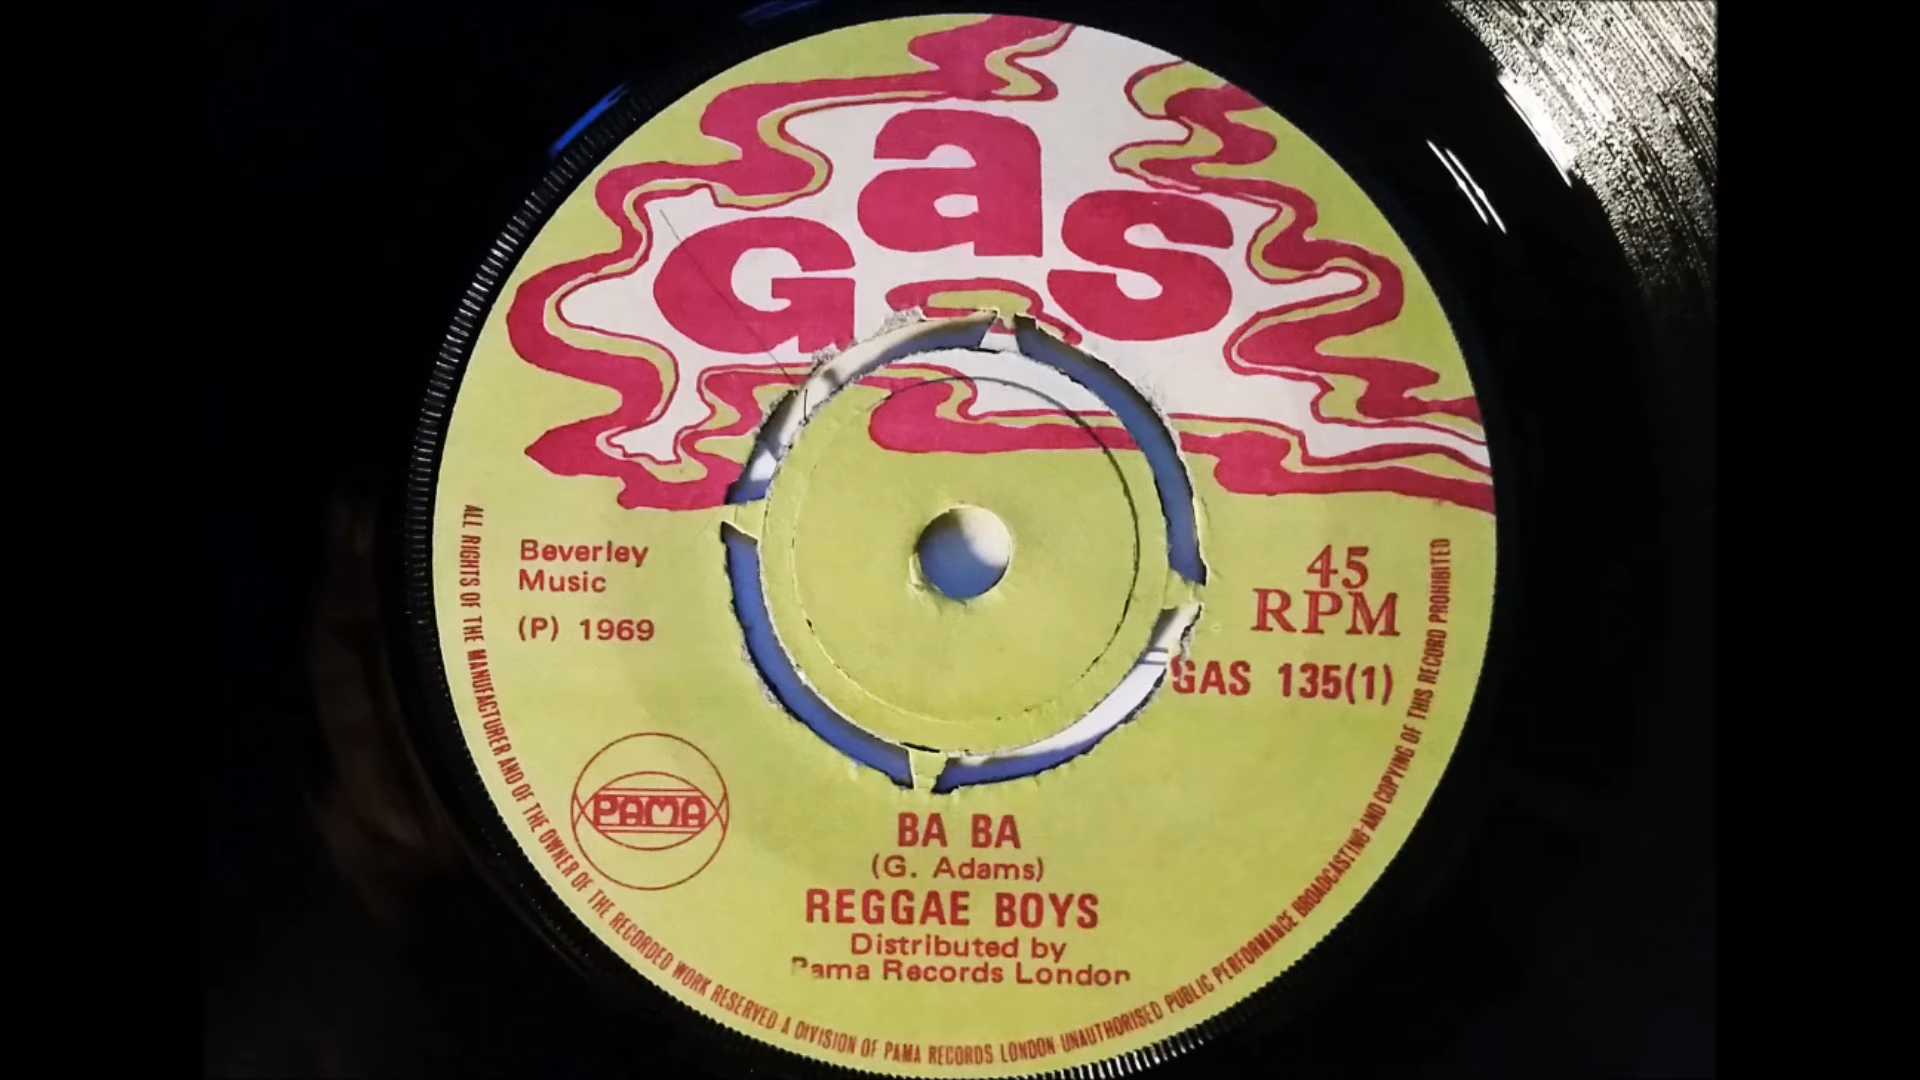 Gas
Beverley
Music
(P) 1969
45
RPM
GAS 135(1)
PAMA
BA BA
(G. Adams)
REGGAE BOYS
Distributed by
Pama Records London
ALL RIGHTS OF THE MANUFACTURER AND OF THE OWNER OF THE RECORDED WORK RESERVED A DIVISION OF PAMA RECORDS LONDON UNAUTHORISED PUBLIC PERFORMANCE BROADCASTING AND COPYING OF THIS RECORD PROHIBITED